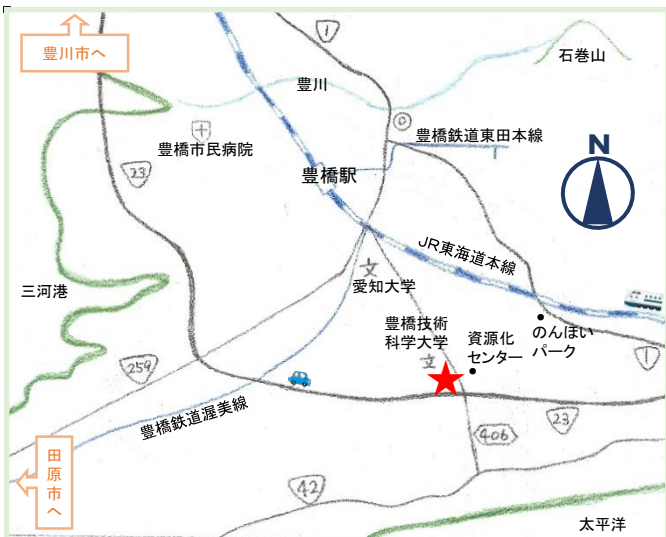 豊川市へ
1
石巻山
豊川
豊橋市民病院
豊橋鉄道東田本線
N
23
豊橋駅
JR東海道本線
三河港
愛知大学
豊橋技術
科学大学
資源化
センター
のんほい
パーク
259
1
豊橋鉄道渥美線
23
406
田
原
市
へ
42
太平洋